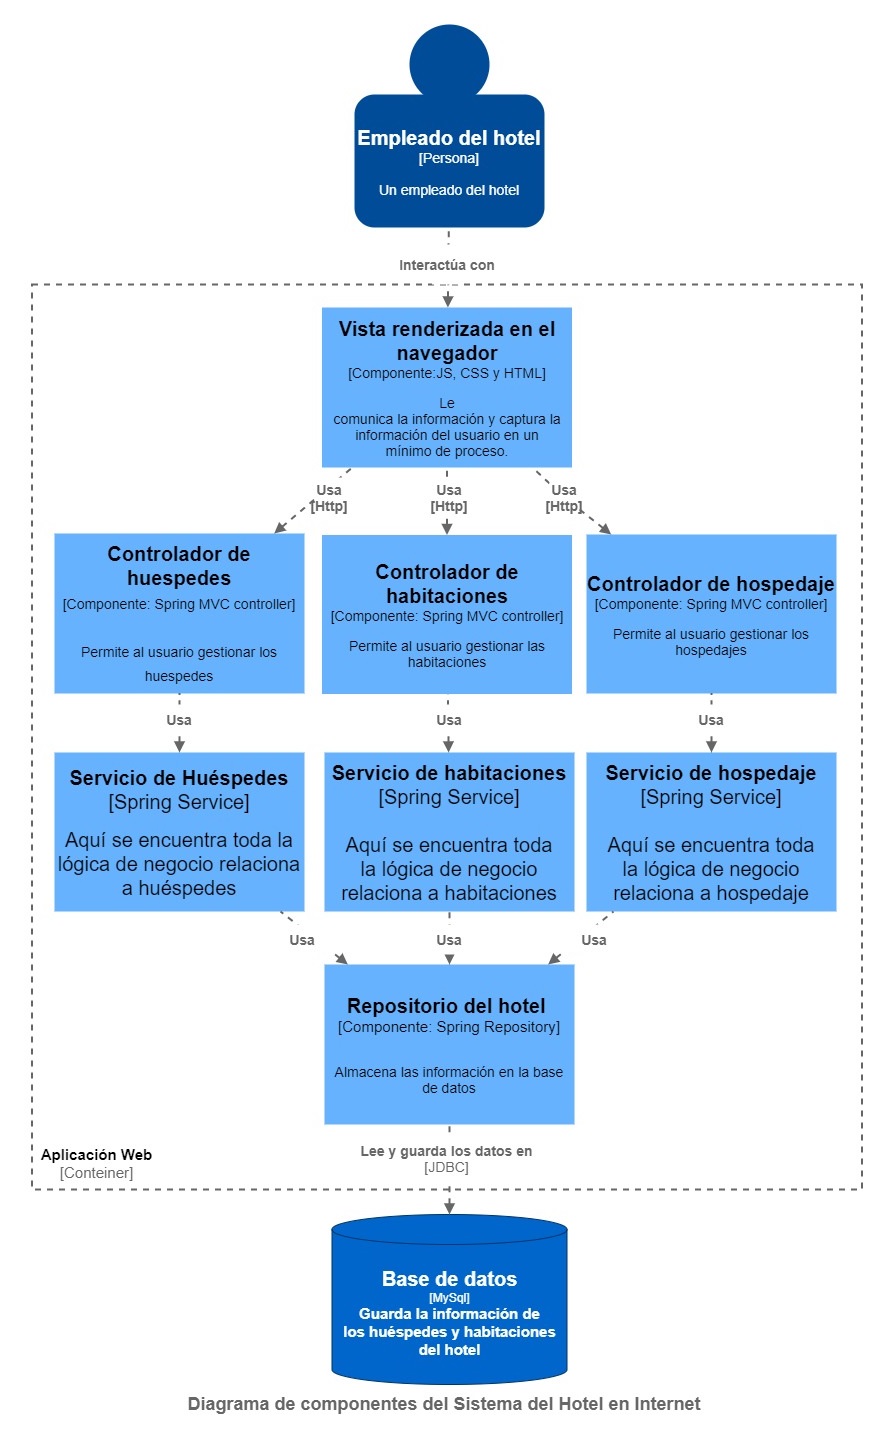 Empleado del hotel
[Persona]
Un empleado del hotel
Interactúa con
Vista renderizada en el
navegador
[Componente:JS, CSS y HTML]
Le
comunica la información y captura la
información del usuario en un
mínimo de proceso.
Usa
[Http]
Usa
[Http]
Usa
[Http]
Controlador de
huespedes
[Componente: Spring MVC controller]
Permite al usuario gestionar los
huespedes
Controlador de
habitaciones
[Componente: Spring MVC controller]
Permite al usuario gestionar las
habitaciones
Controlador de hospedaje
[Componente: Spring MVC controller]
Permite al usuario gestionar los
hospedajes
Usa
Usa
Usa
Servicio de Huéspedes
[Spring Service]
Aquí se encuentra toda la
lógica de negocio relaciona
a huéspedes
Servicio de habitaciones
[Spring Service]
Aquí se encuentra toda
la lógica de negocio
relaciona a habitaciones
Servicio de hospedaje
[Spring Service]
Aquí se encuentra toda
la lógica de negocio
relaciona a hospedaje
Usa
Usa
Usa
Repositorio del hotel
[Componente: Spring Repository]
Almacena las información en la base
de datos
Lee y guarda los datos en
[JDBC]
Aplicación Web
[Conteiner]
Base de datos
[MySql]
Guarda la información de
los huéspedes y habitaciones
del hotel
Diagrama de componentes del Sistema del Hotel en Internet